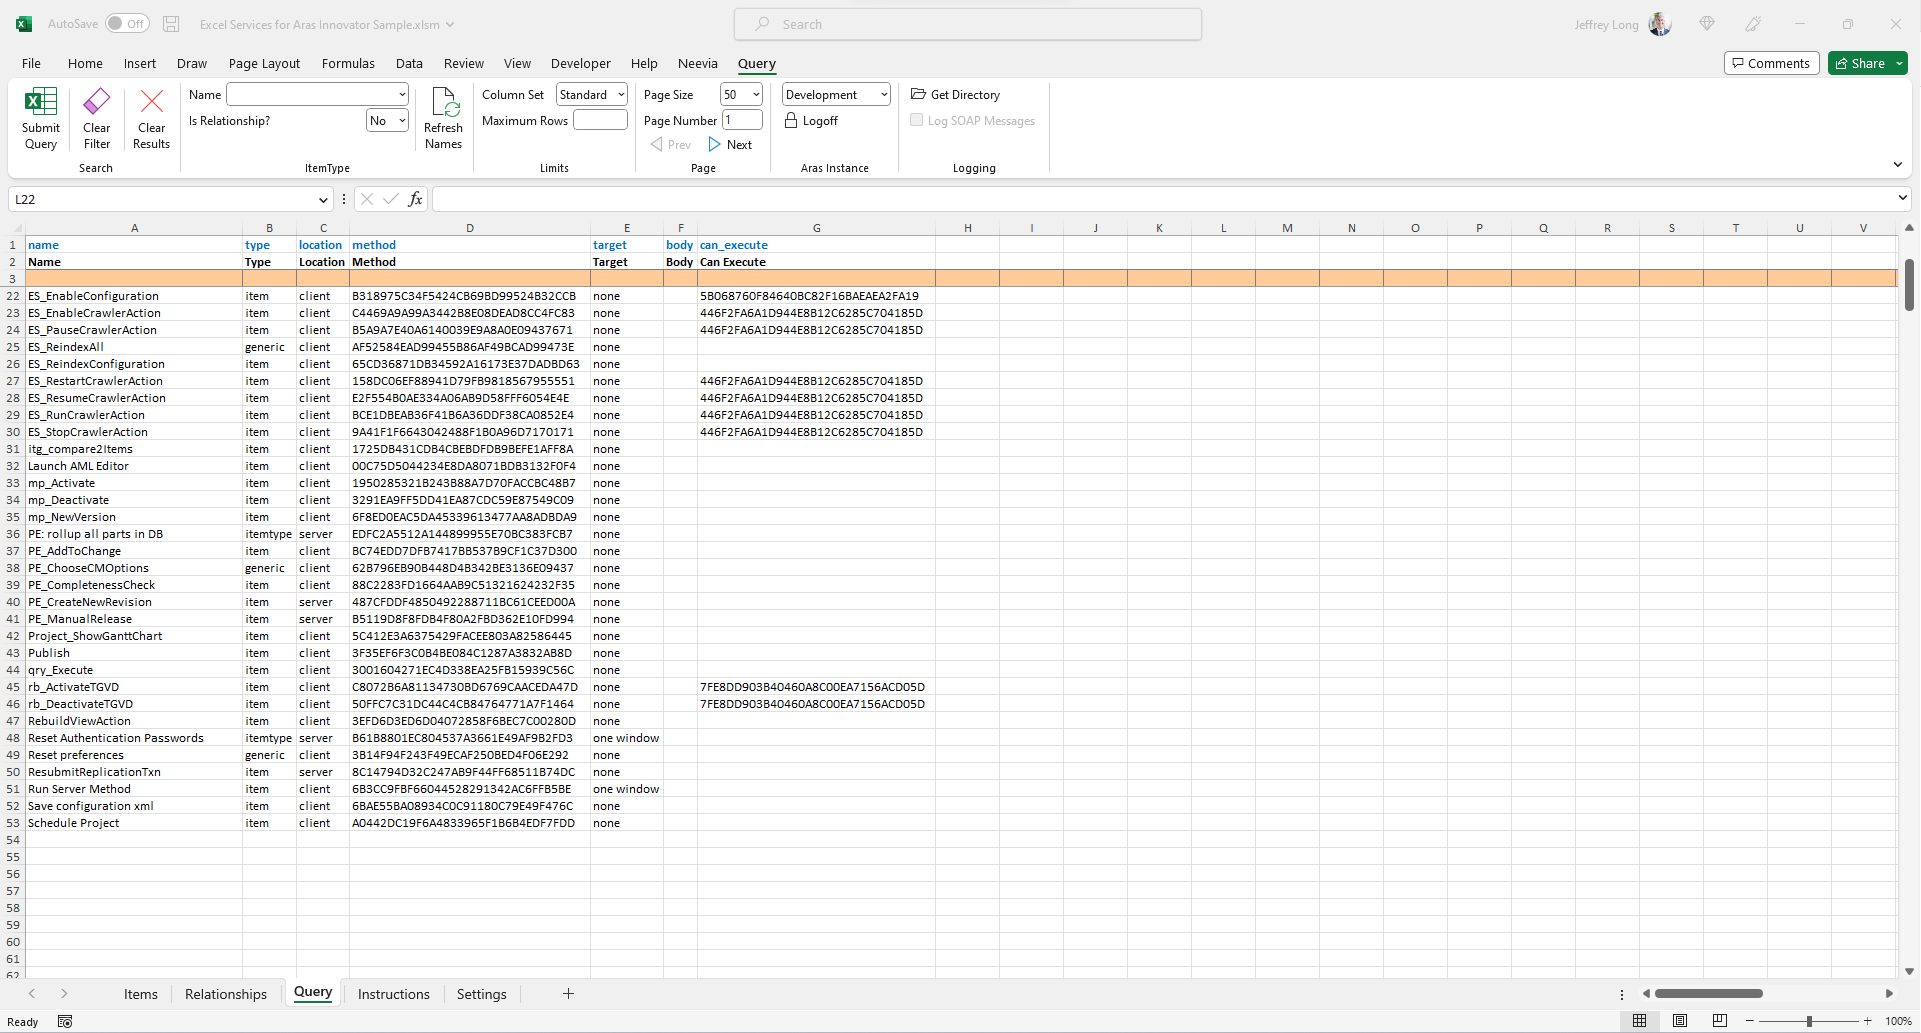 AutoSave Off Excel Services for Aras Innovator Sample.xlsm Search Jeffrey Long
File Home Insert Draw Page Layout Formulas Data Review View Developer Help Neevia Query Comments Share
Submit Query
Clear Filter
Clear Results
Search
Name
Is Relationship? No
Refresh Names
ItemType
Column Set Standard
Maximum Rows
Limits
Page Size 50
Page Number 1
Prev Next
Page
Development
Logoff
Aras Instance
Get Directory
Log SOAP Messages
Logging
L22 fx
A B C D E F G H I J K L M N O P Q R S T U V
1 name type location method target body can_execute
2 Name Type Location Method Target Body Can Execute
3
22 ES_EnableConfiguration item client B318975C34F5424CB69BD99524B32CCB none 5B068760F84640BC82F16BAEAEA2FA19
23 ES_EnableCrawlerAction item client C4469A9A99A3442B8E08DEAD8CC4FC83 none 446F2FA6A1D944E8B12C6285C704185D
24 ES_PauseCrawlerAction item client B5A9A7E40A6140039E9A8A0E09437671 none 446F2FA6A1D944E8B12C6285C704185D
25 ES_ReindexAll generic client AF52584EAD99455B86AF49BCAD99473E none
26 ES_ReindexConfiguration item client 65CD36871DB34592A16173E37DADBD63 none
27 ES_RestartCrawlerAction item client 158DC06EF88941D79FB9818567955551 none 446F2FA6A1D944E8B12C6285C704185D
28 ES_ResumeCrawlerAction item client E2F554B0AE334A06AB9D58FFF6054E4E none 446F2FA6A1D944E8B12C6285C704185D
29 ES_RunCrawlerAction item client BCE1DBEAB36F41B6A36DDF38CA0852E4 none 446F2FA6A1D944E8B12C6285C704185D
30 ES_StopCrawlerAction item client 9A41F1F6643042488F1B0A96D7170171 none 446F2FA6A1D944E8B12C6285C704185D
31 itg_compare2Items item client 1725DB431CDB4CBEBDFDB9BEFE1AFF8A none
32 Launch AML Editor item client 00C75D5044234E8DA8071BDB3132F0F4 none
33 mp_Activate item client 1950285321B243B88A7D70FACCBC48B7 none
34 mp_Deactivate item client 3291EA9FF5DD41EA87CDC59E87549C09 none
35 mp_NewVersion item client 6F8ED0EAC5DA45339613477AA8ADBDA9 none
36 PE: rollup all parts in DB itemtype server EDFC2A5512A144899955E70BC383FCB7 none
37 PE_AddToChange item client BC74EDD7DFB7417BB537B9CF1C37D300 none
38 PE_ChooseCMOptions generic client 62B796EB90B448D4B342BE3136E09437 none
39 PE_CompletenessCheck item client 88C2283FD1664AAB9C51321624232F35 none
40 PE_CreateNewRevision item server 487CFDDF4850492288711BC61CEED00A none
41 PE_ManualRelease item server B5119D8F8FDB4F80A2FBD362E10FD994 none
42 Project_ShowGanttChart item client 5C412E3A6375429FACEE803A82586445 none
43 Publish item client 3F35EF6F3C0B4BE084C1287A3832AB8D none
44 qry_Execute item client 3001604271EC4D338EA25FB15939C56C none
45 rb_ActivateTGVD item client C8072B6A81134730BD6769CAACEDA47D none 7FE8DD903B40460A8C00EA7156ACD05D
46 rb_DeactivateTGVD item client 50FFC7C31DC44C4CB84764771A7F1464 none 7FE8DD903B40460A8C00EA7156ACD05D
47 RebuildViewAction item client 3EFD6D3ED6D04072858F6BEC7C00280D none
48 Reset Authentication Passwords itemtype server B61B8801EC804537A3661E49AF9B2FD3 one window
49 Reset preferences generic client 3B14F94F243F49ECAF250BED4F06E292 none
50 ResubmitReplicationTxn item server 8C14794D32C247AB9F44FF68511B74DC none
51 Run Server Method item client 6B3CC9FBF66044528291342AC6FFB5BE one window
52 Save configuration xml item client 6BAE55BA08934C0C91180C79E49F476C none
53 Schedule Project item client A0442DC19F6A4833965F1B6B4EDF7FDD none
54
55
56
57
58
59
60
61
62
Items Relationships Query Instructions Settings
Ready 100%